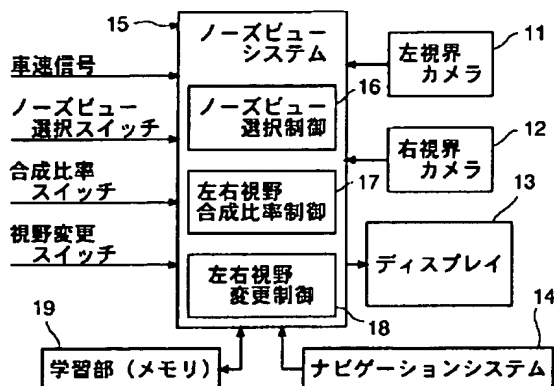 15
ノーズビュー
システム
車速信号
ノーズビュー
選択スイッチ
合成比率
スイッチ
視野変更
スイッチ
16
ノーズビュー
選択制御
17
左右視野
合成比率制御
左右視野
変更制御
18
11
左視界
カメラ
12
右視界
カメラ
13
ディスプレイ
14
ナビゲーションシステム
19
学習部（メモリ）